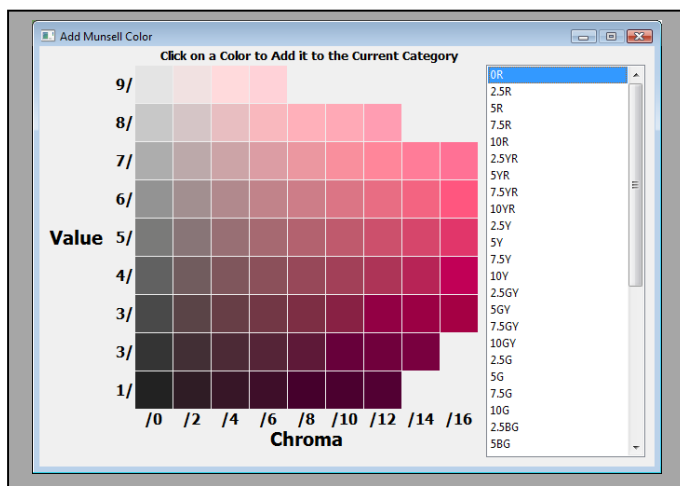 Add Munsell Color
Click on a Color to Add it to the Current Category
9/
8/
7/
6/
Value 5/
4/
3/
3/
1/
/0 /2 /4 /6 /8 /10 /12 /14 /16
Chroma
0R
2.5R
5R
7.5R
10R
2.5YR
5YR
7.5YR
10YR
2.5Y
5Y
7.5Y
10Y
2.5GY
5GY
7.5GY
10GY
2.5G
5G
7.5G
10G
2.5BG
5BG